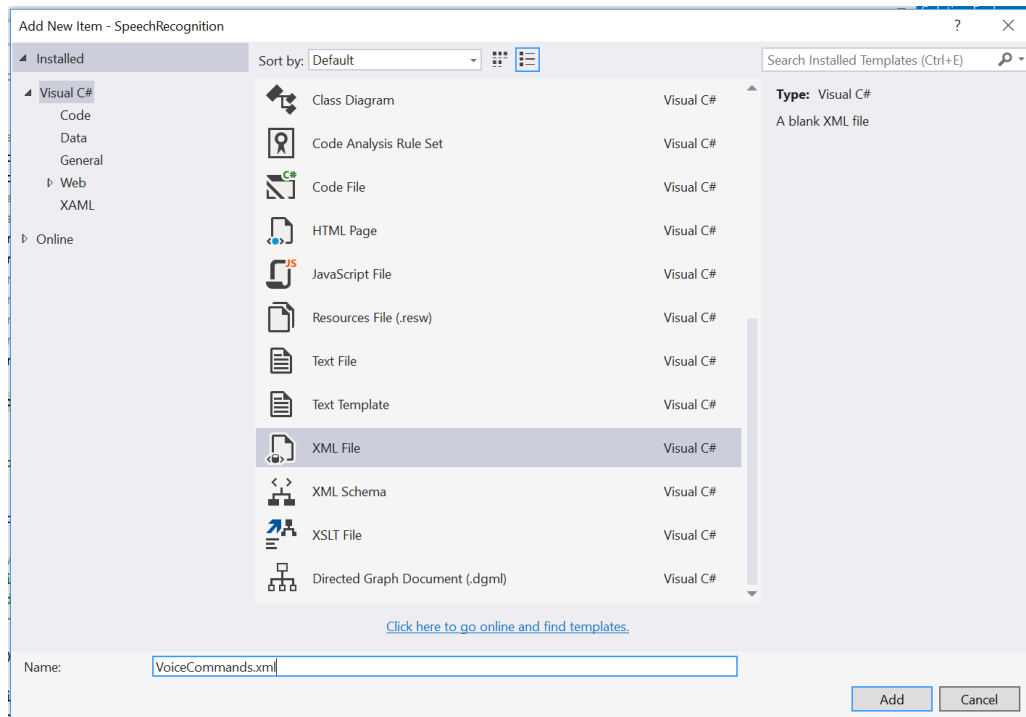 Add New Item - SpeechRecognition
?
Installed
Sort by: Default
Search Installed Templates (Ctrl+E)
Visual C#
Code
Data
General
Web
XAML
Online
Class Diagram Visual C#
Code Analysis Rule Set Visual C#
C#
Code File Visual C#
HTML Page Visual C#
JS
JavaScript File Visual C#
Resources File (.resw) Visual C#
Text File Visual C#
Text Template Visual C#
XML File Visual C#
XML Schema Visual C#
XSLT File Visual C#
Directed Graph Document (.dgml) Visual C#
Type: Visual C#
A blank XML file
Click here to go online and find templates.
Name: VoiceCommands.xml
Add Cancel